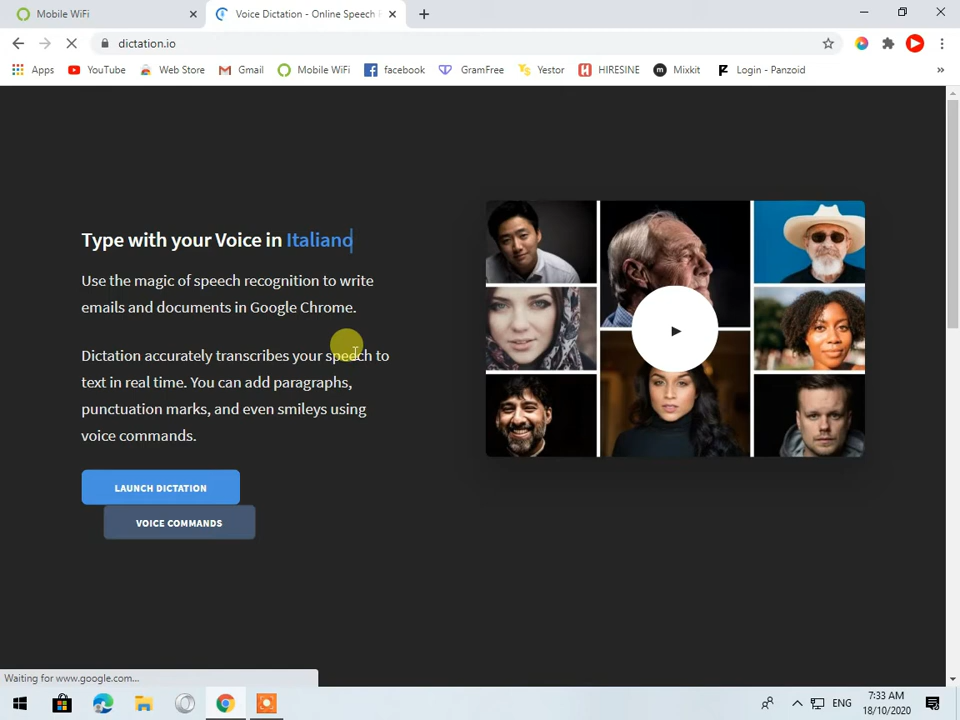 Mobile WiFi
Voice Dictation - Online Speech
dictation.io
Apps YouTube Web Store Gmail Mobile WiFi facebook GramFree Yestor HIRESINE Mixkit Login - Panzoid
Type with your Voice in Italiano
Use the magic of speech recognition to write
emails and documents in Google Chrome.
Dictation accurately transcribes your speech to
text in real time. You can add paragraphs,
punctuation marks, and even smileys using
voice commands.
LAUNCH DICTATION
VOICE COMMANDS
Waiting for www.google.com...
ENG
7:33 AM
18/10/2020